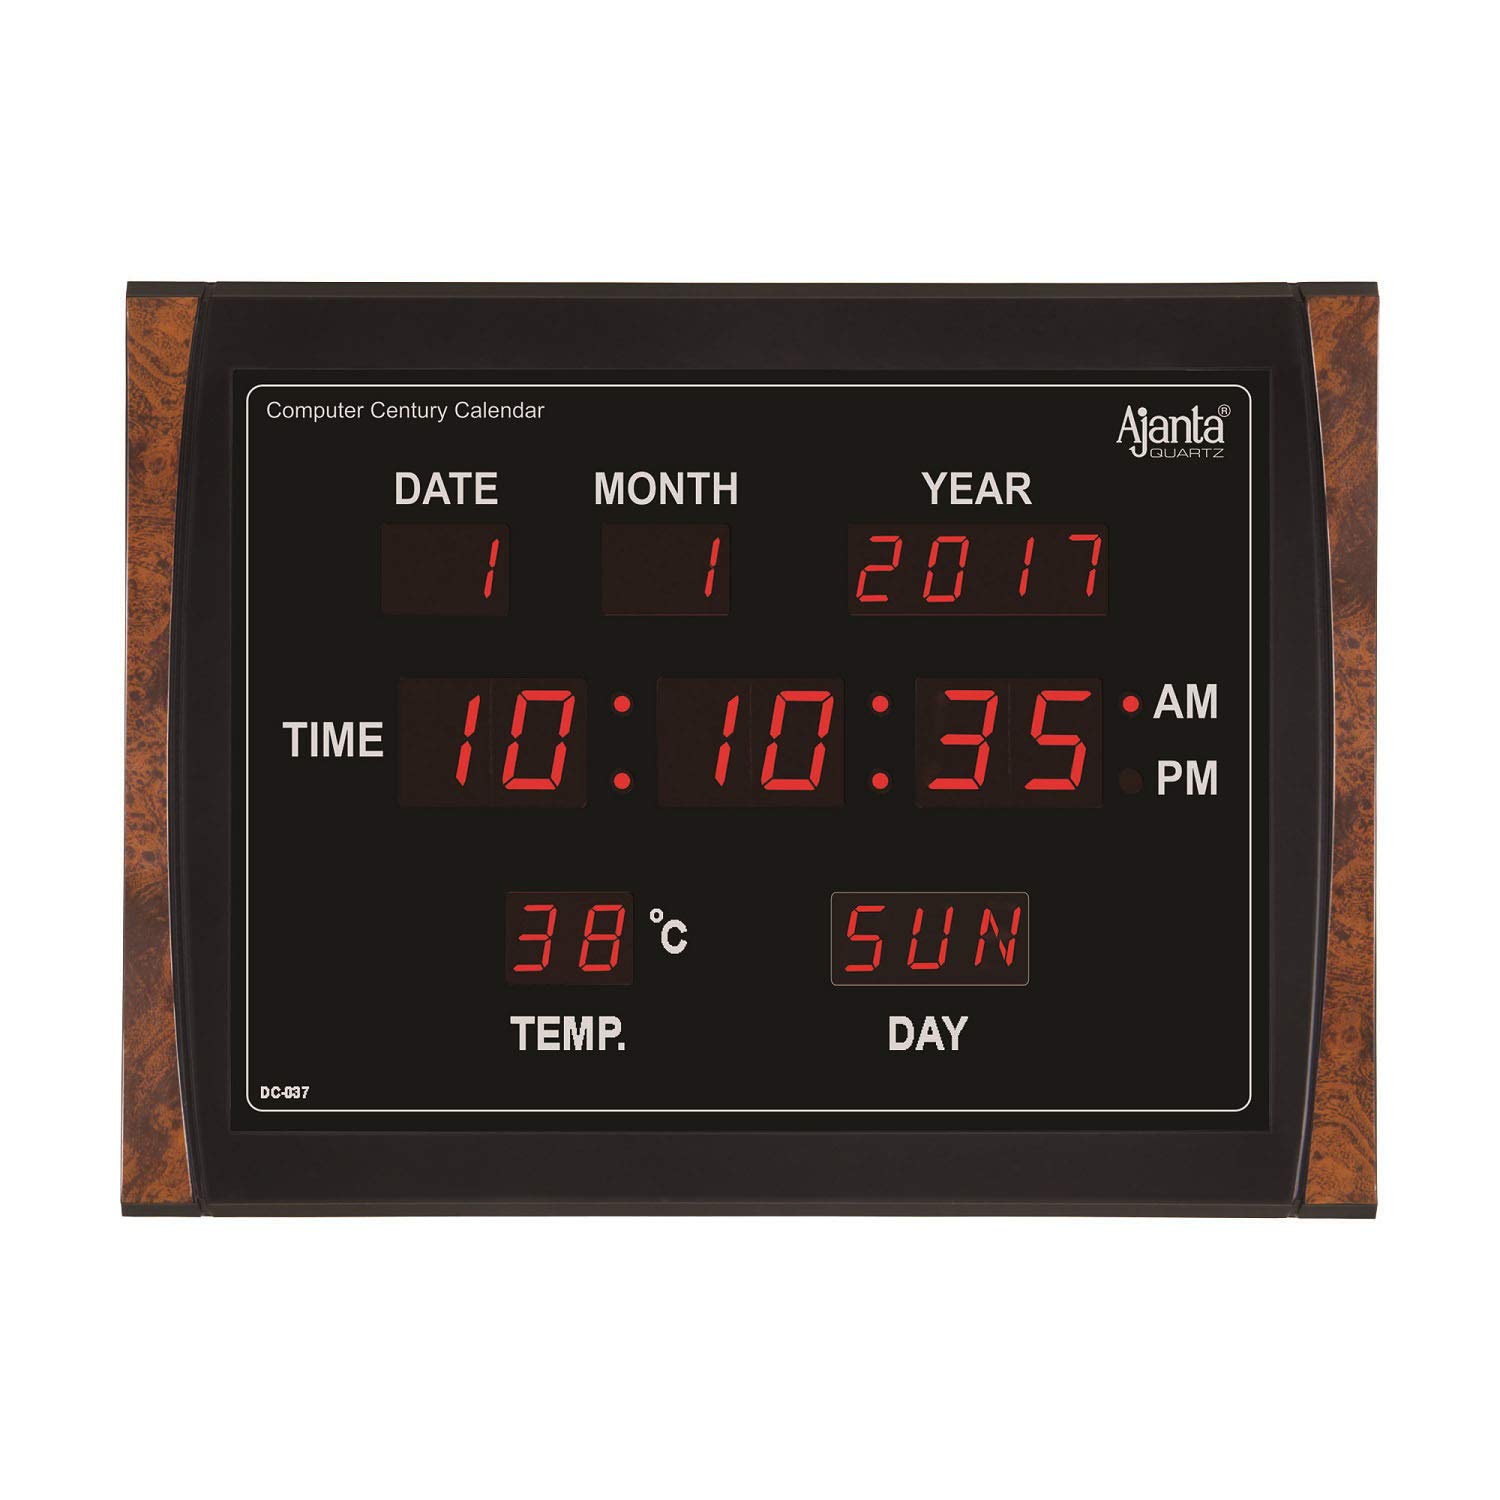 Computer Century Calendar
Ajanta®
QUARTZ
DATE MONTH YEAR
1 1 2017
TIME 10:10:35 AM
PM
38 °C SUN
TEMP. DAY
DC-037